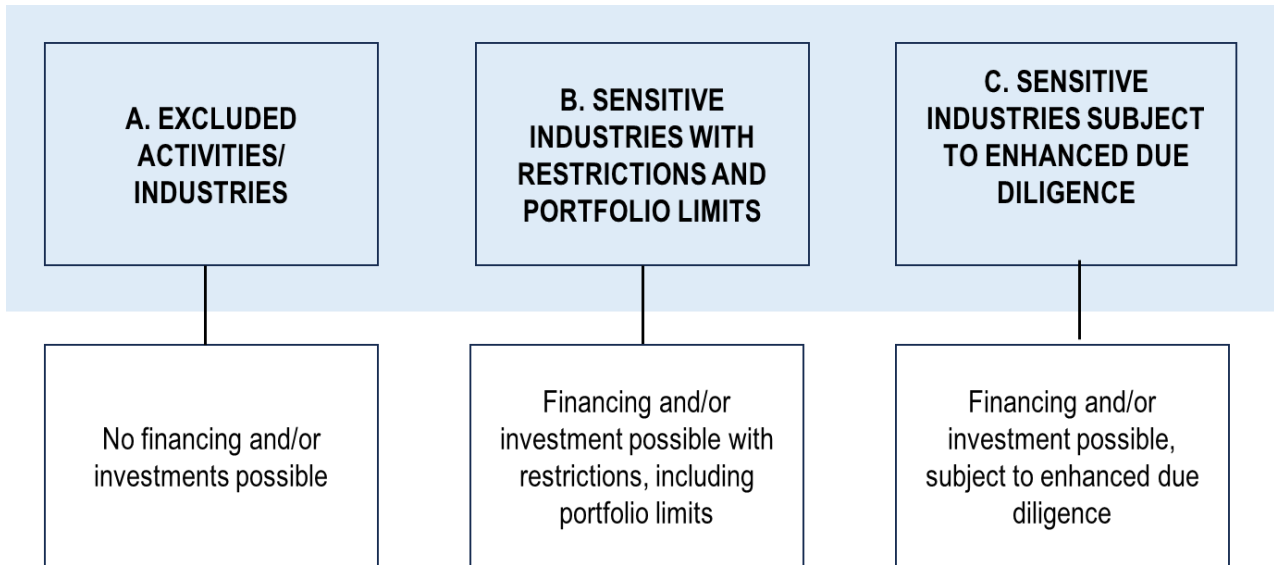 A. EXCLUDED
ACTIVITIES/
INDUSTRIES
B. SENSITIVE
INDUSTRIES WITH
RESTRICTIONS AND
PORTFOLIO LIMITS
C. SENSITIVE
INDUSTRIES SUBJECT
TO ENHANCED DUE
DILIGENCE
No financing and/or
investments possible
Financing and/or
investment possible with
restrictions, including
portfolio limits
Financing and/or
investment possible,
subject to enhanced due
diligence